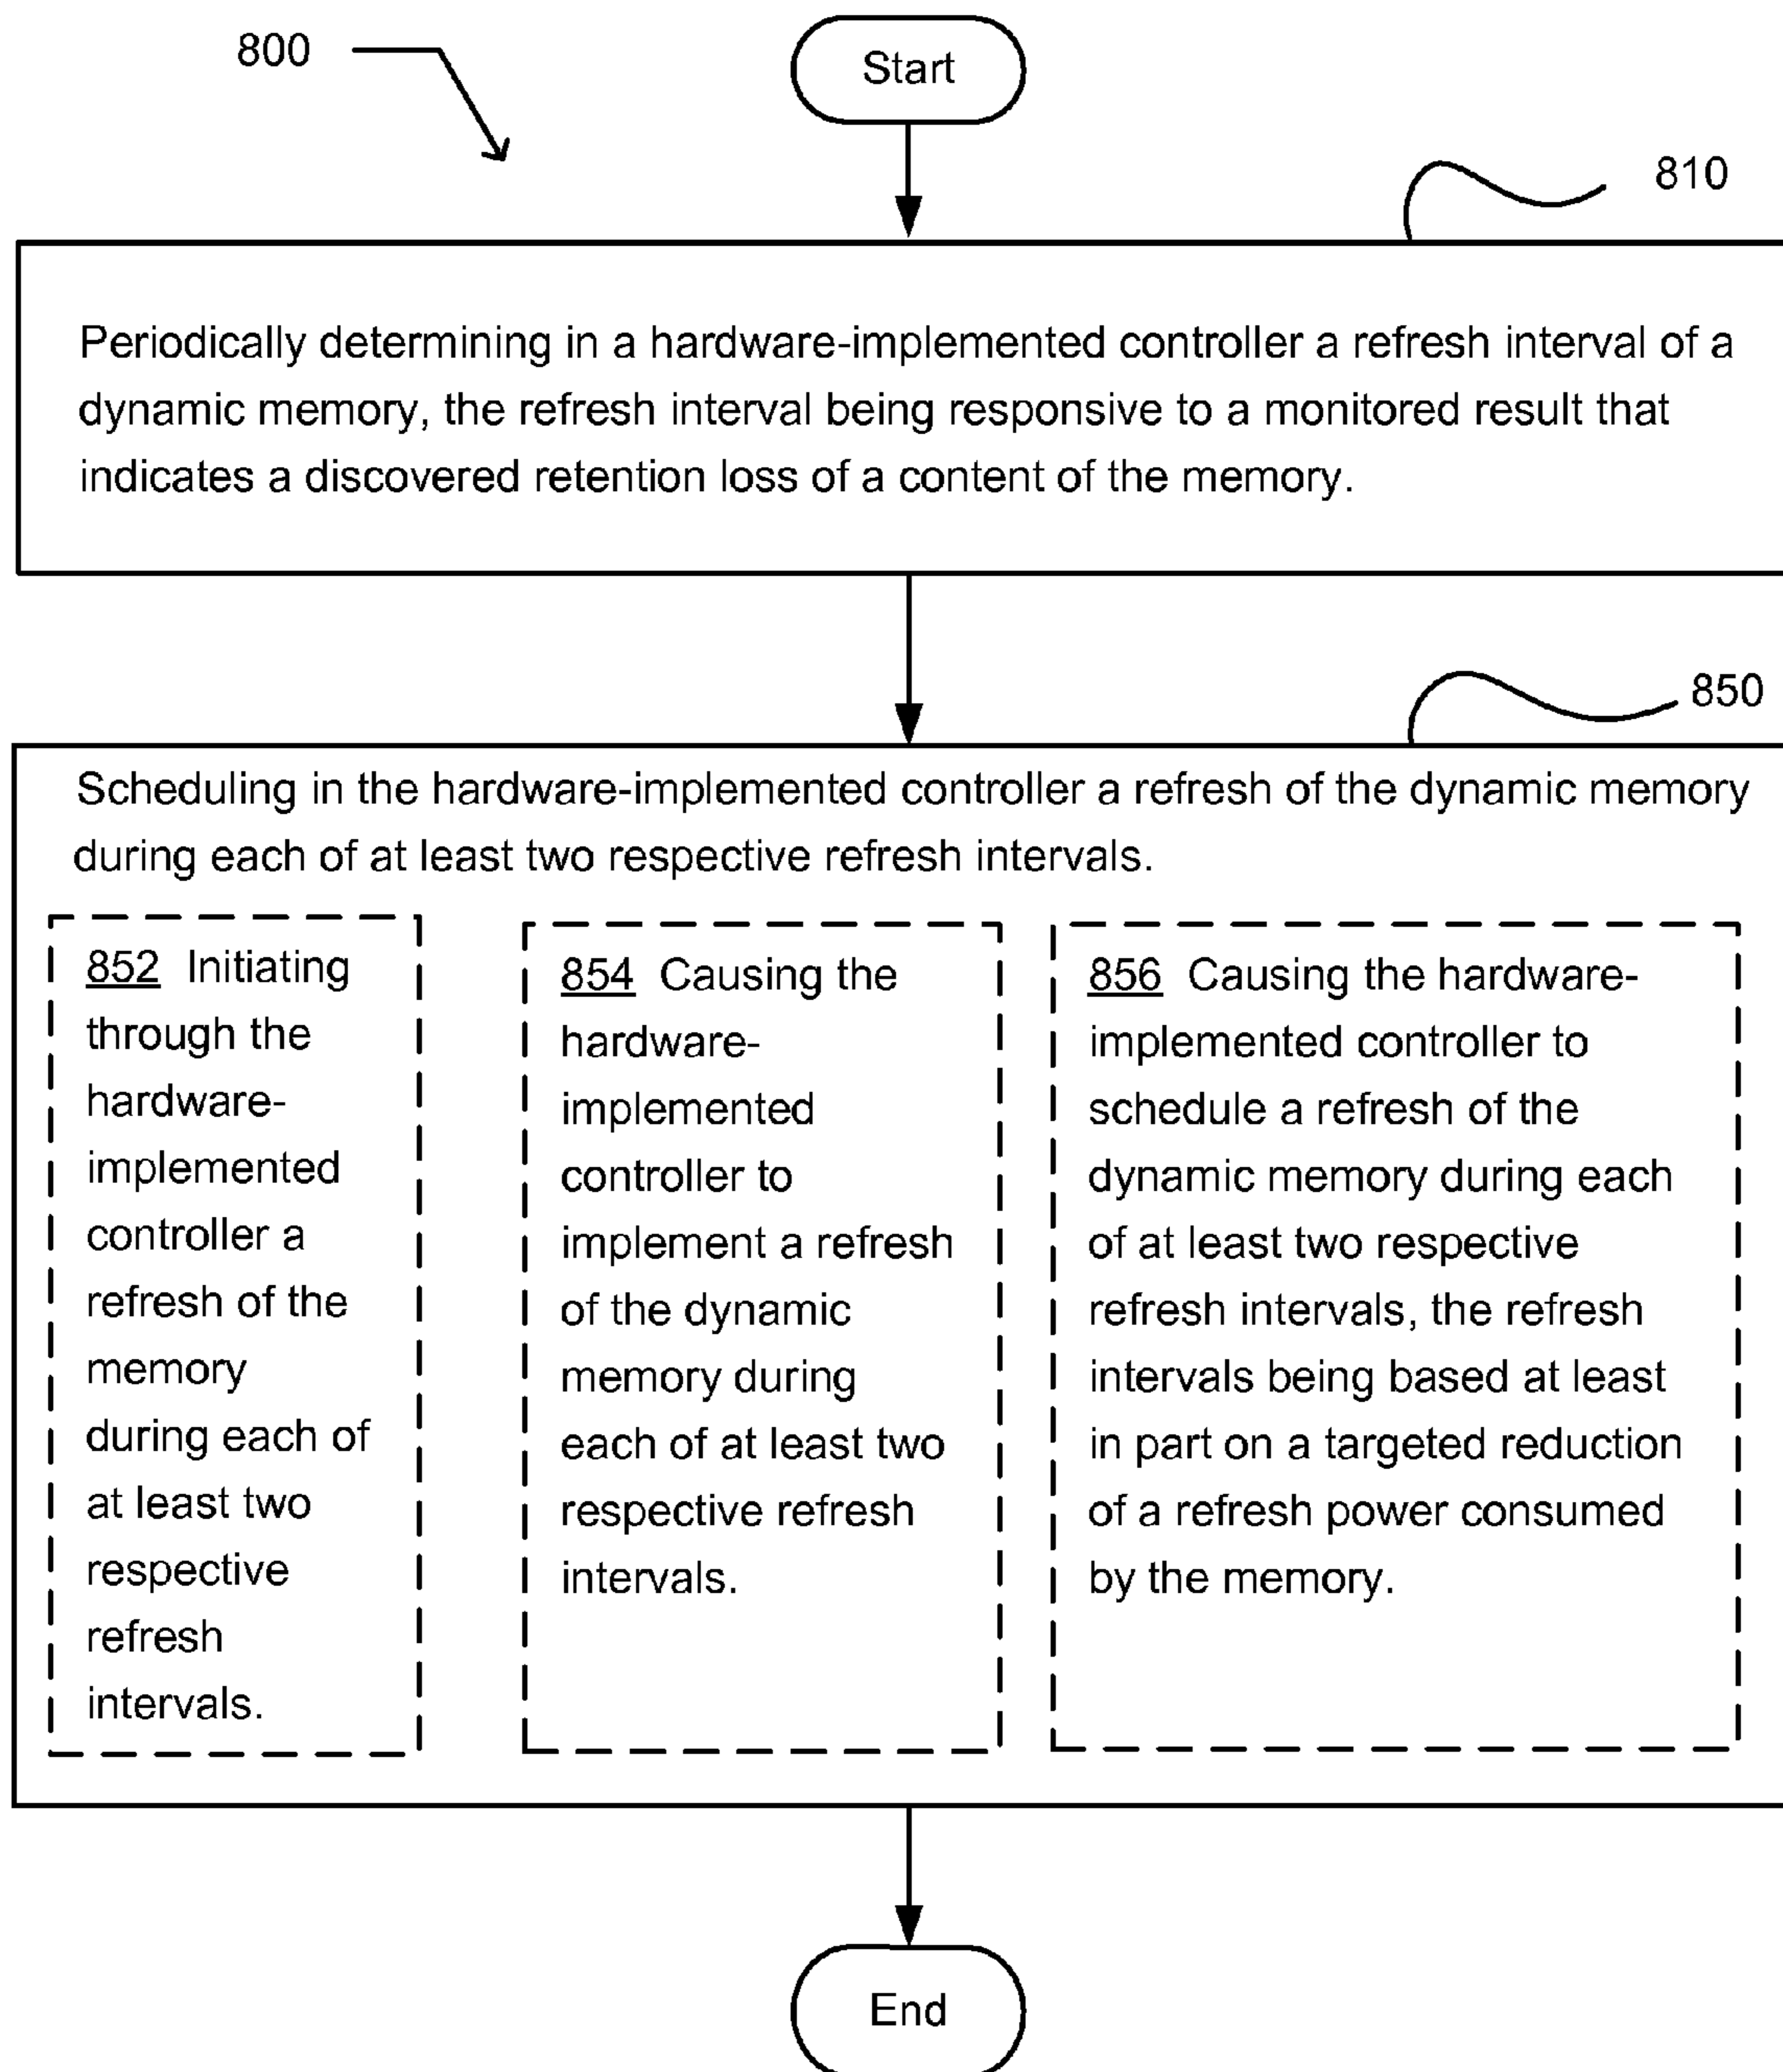 800
Start
810
Periodically determining in a hardware-implemented controller a refresh interval of a
dynamic memory, the refresh interval being responsive to a monitored result that
indicates a discovered retention loss of a content of the memory.
850
Scheduling in the hardware-implemented controller a refresh of the dynamic memory
during each of at least two respective refresh intervals.
852 Initiating
through the
hardware-
implemented
controller a
refresh of the
memory
during each of
at least two
respective
refresh
intervals.
854 Causing the
hardware-
implemented
controller to
implement a refresh
of the dynamic
memory during
each of at least two
respective refresh
intervals.
856 Causing the hardware-
implemented controller to
schedule a refresh of the
dynamic memory during each
of at least two respective
refresh intervals, the refresh
intervals being based at least
in part on a targeted reduction
of a refresh power consumed
by the memory.
End